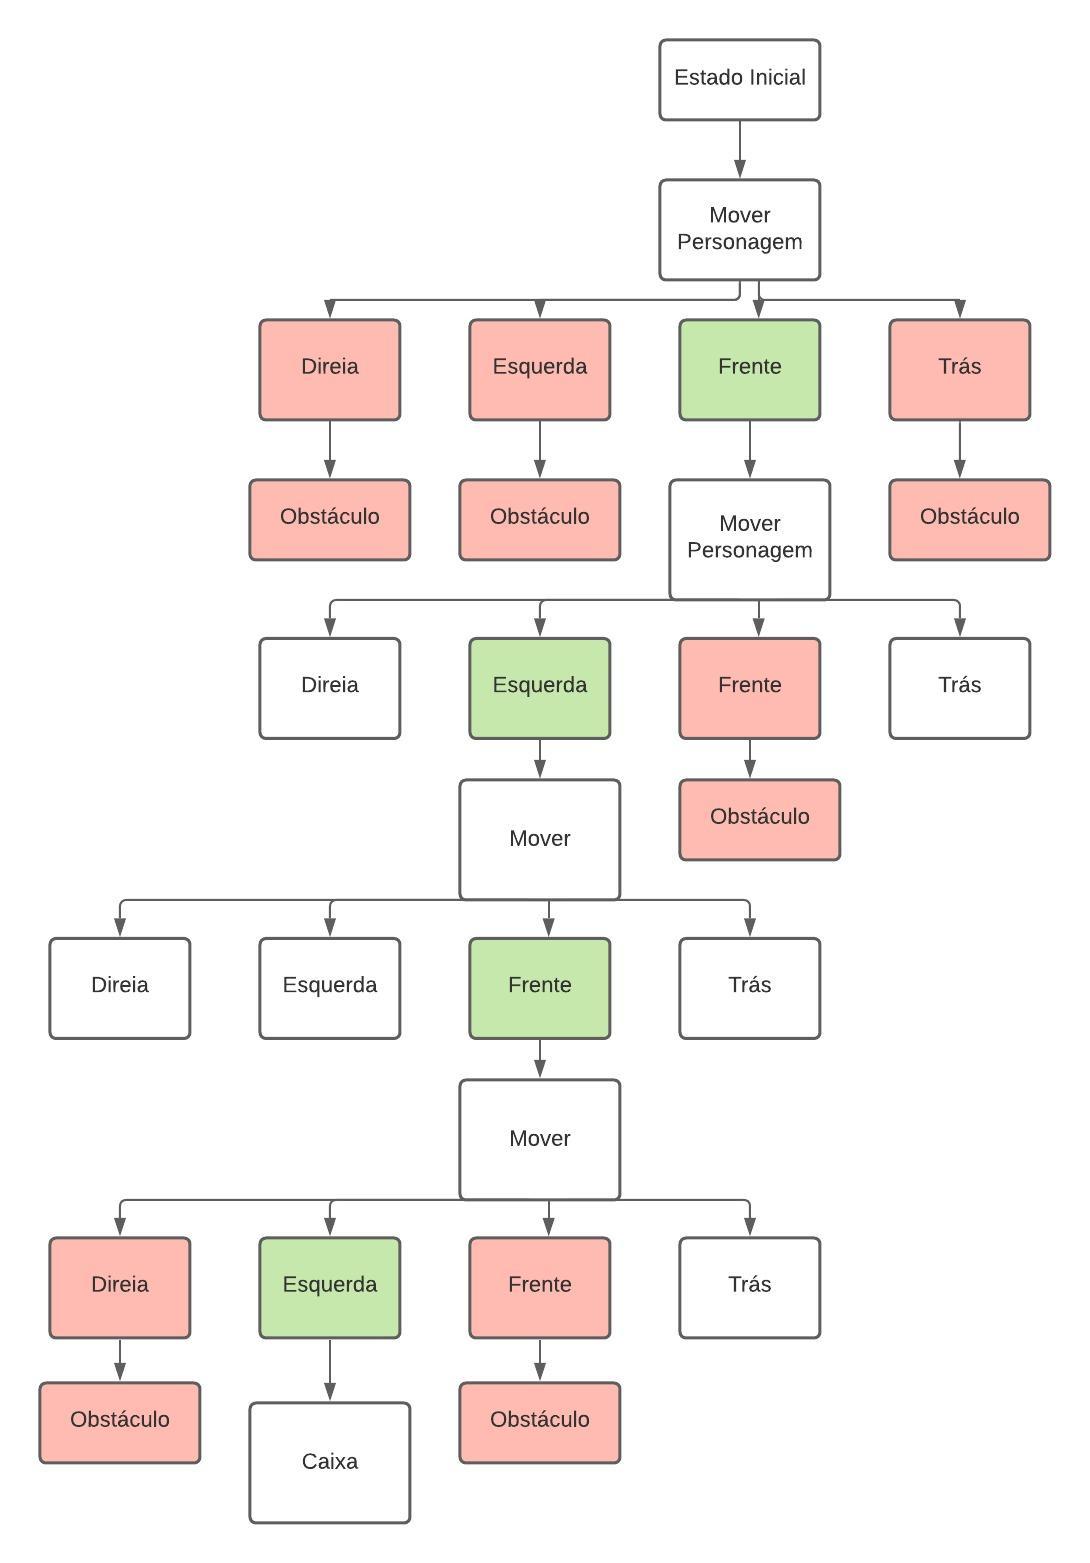 Estado Inicial
Mover
Personagem
Direia
Esquerda
Frente
Trás
Obstáculo
Obstáculo
Mover
Personagem
Obstáculo
Direia
Esquerda
Frente
Trás
Mover
Obstáculo
Direia
Esquerda
Frente
Trás
Mover
Direia
Esquerda
Frente
Trás
Obstáculo
Caixa
Obstáculo